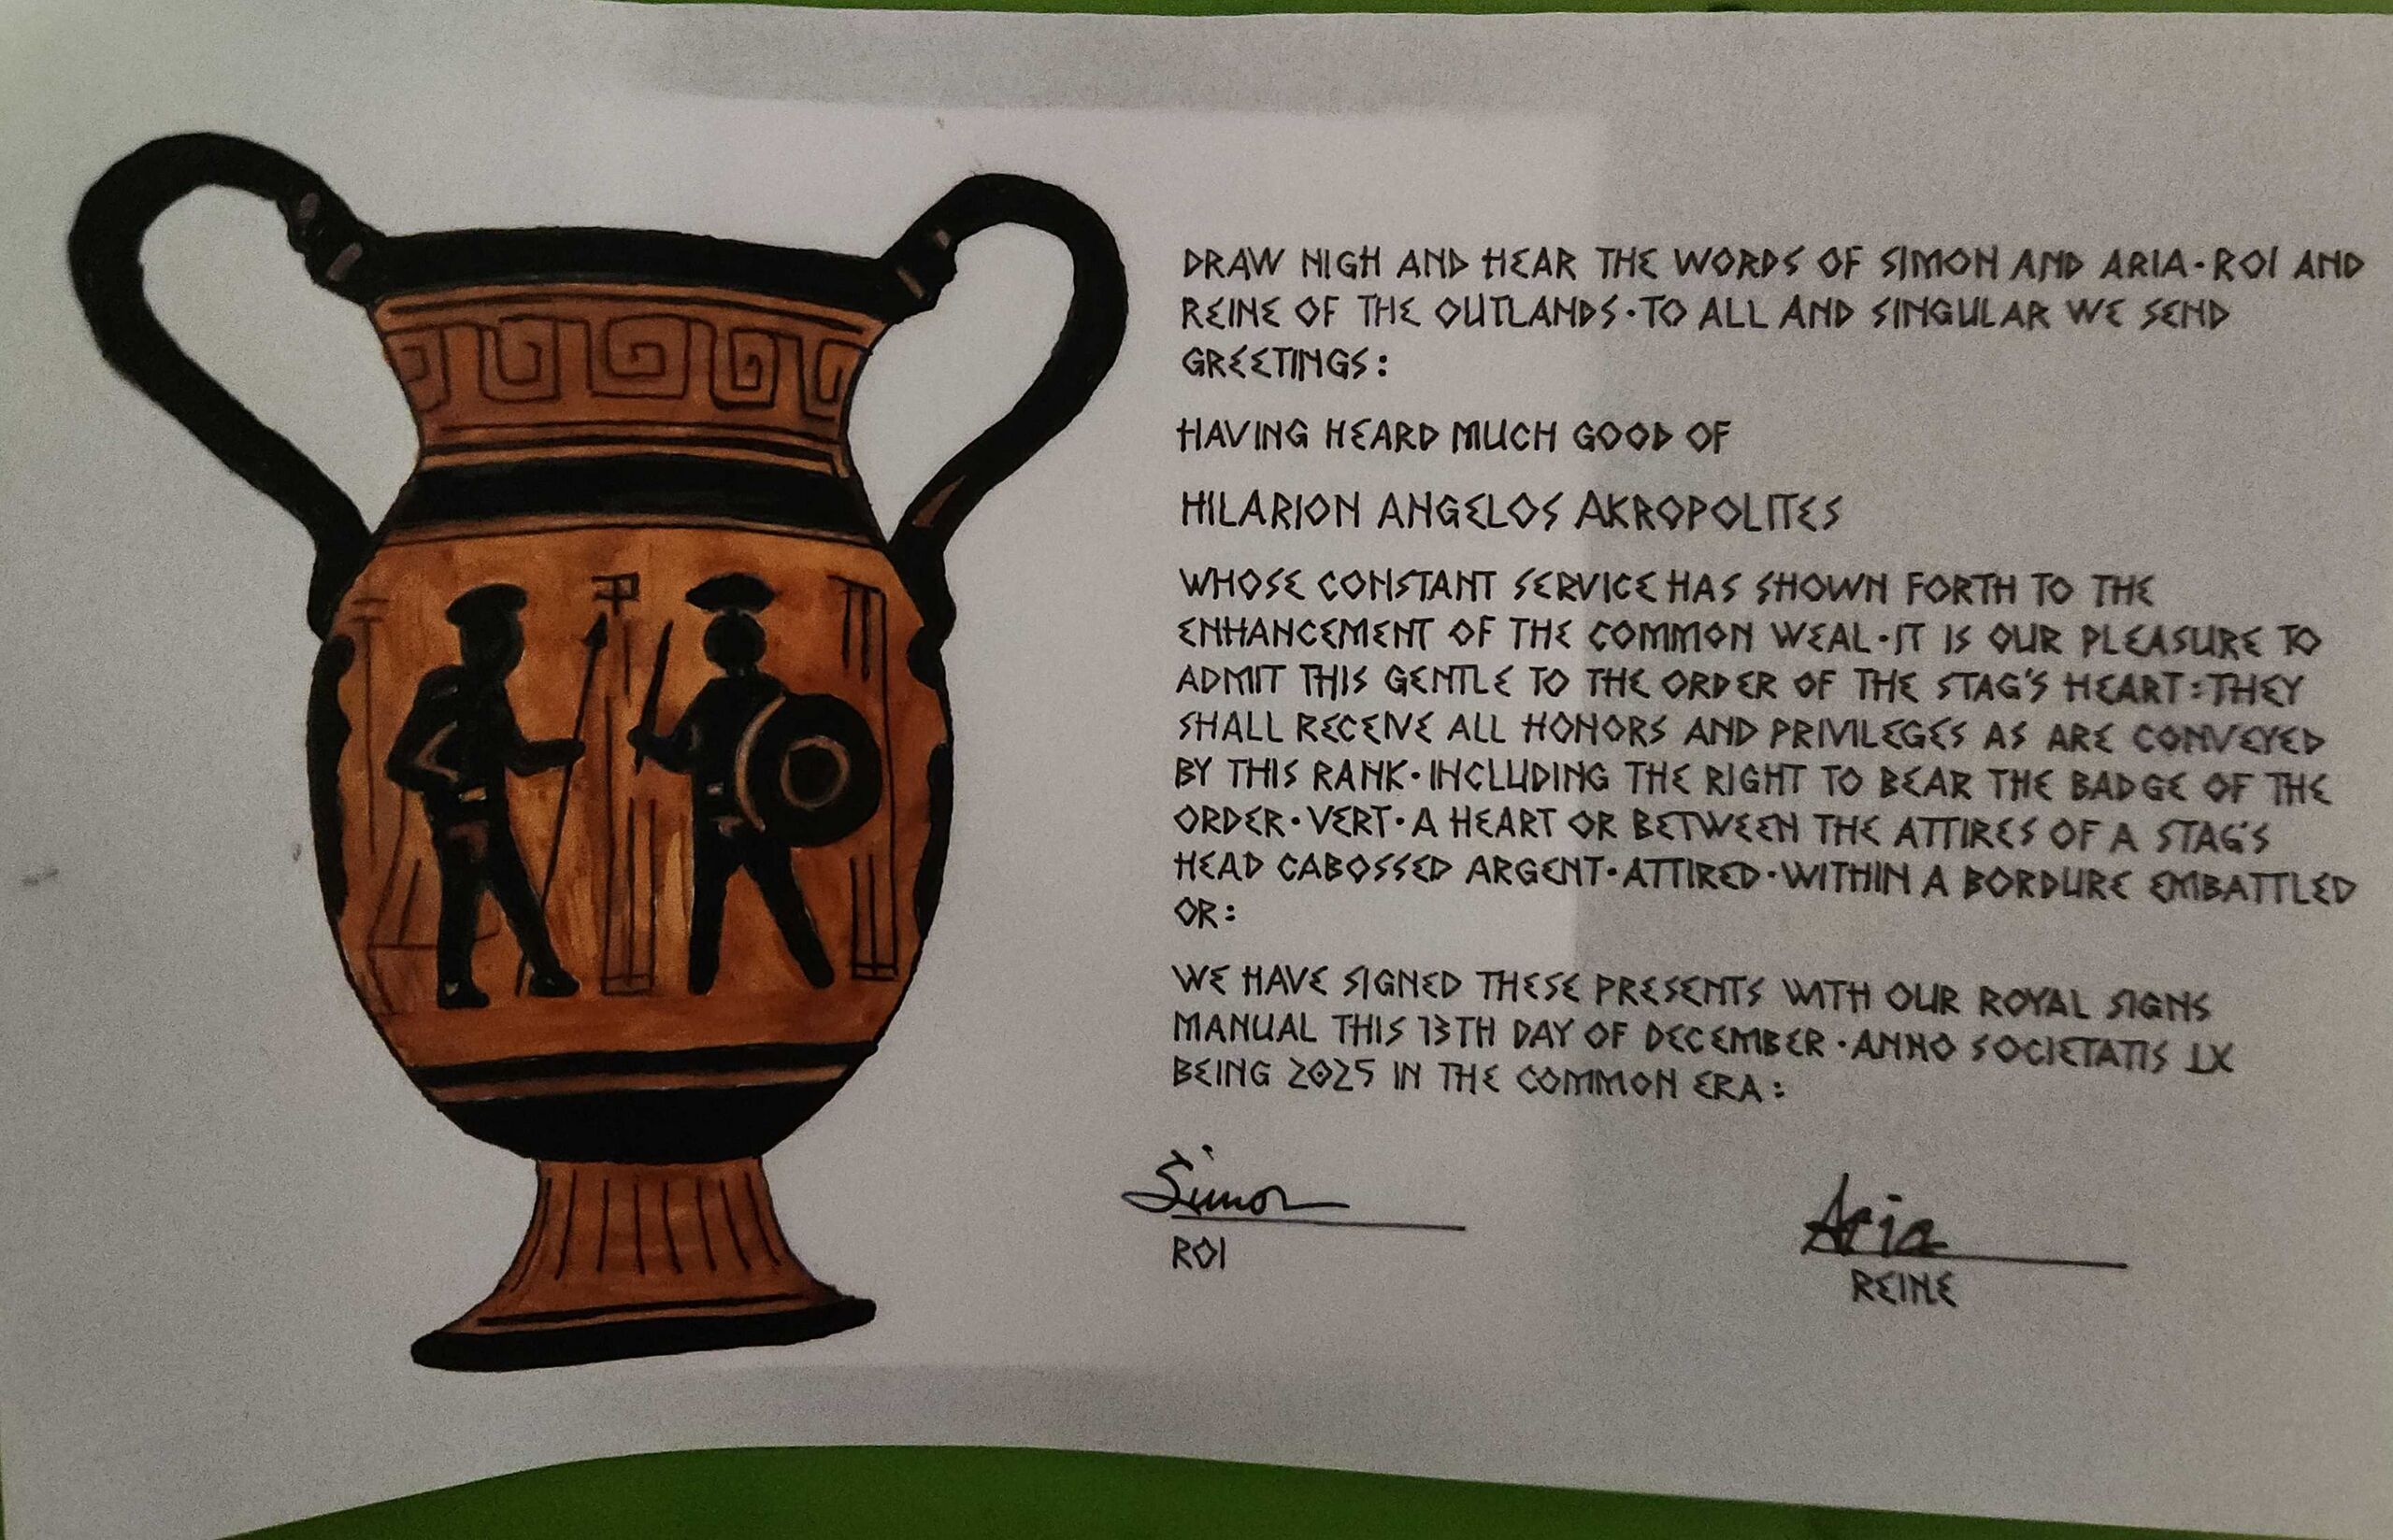 DRAW NIGH AND HEAR THE WORDS OF SIMON AND ARIA·ROI AND
REINE OF THE OUTLANDS·TO ALL AND SINGULAR WE SEND
GREETINGS:
HAVING HEARD MUCH GOOD OF
HILARION ANGELOS AKROPOLITES
WHOSE CONSTANT SERVICE HAS SHOWN FORTH TO THE
ENHANCEMENT OF THE COMMON WEAL·IT IS OUR PLEASURE TO
ADMIT THIS GENTLE TO THE ORDER OF THE STAG'S HEART:THEY
SHALL RECEIVE ALL HONORS AND PRIVILEGES AS ARE CONVEYED
BY THIS RANK·INCLUDING THE RIGHT TO BEAR THE BADGE OF THE
ORDER·VERT·A HEART OR BETWEEN THE ATTIRES OF A STAG'S
HEAD CABOSSED ARGENT·ATTIRED·WITHIN A BORDURE EMBATTLED
OR:
WE HAVE SIGNED THESE PRESENTS WITH OUR ROYAL SIGNS
MANUAL THIS 13TH DAY OF DECEMBER·ANNO SOCIETATIS LX
BEING 2025 IN THE COMMON ERA:
Simon
ROI
Aria
REINE